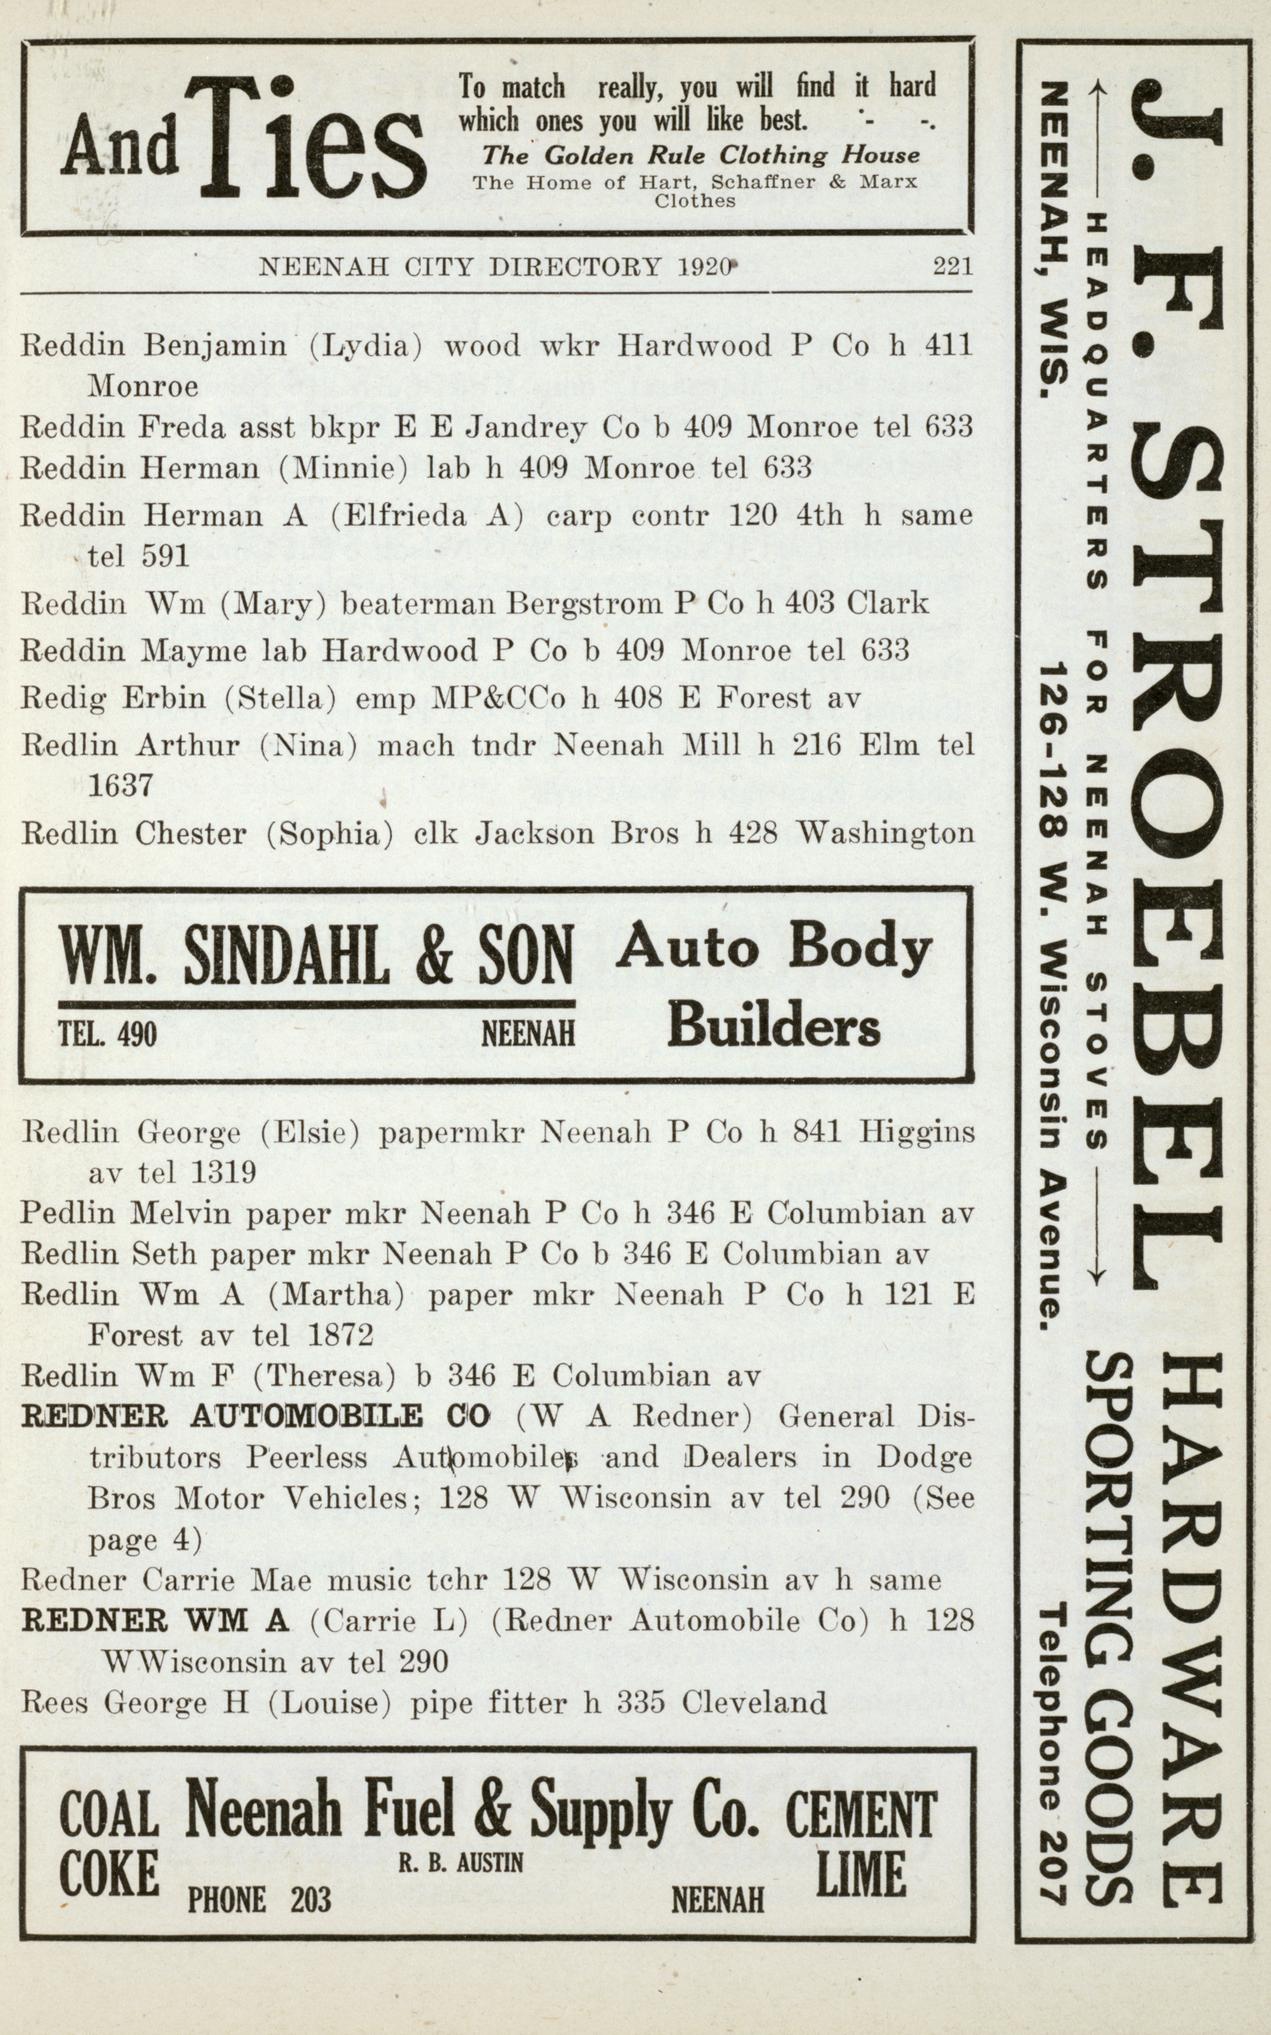 And Ties
To match really, you will find it hard
which ones you will like best. '- -.
The Golden Rule Clothing House
The Home of Hart, Schaffner & Marx
Clothes
NEENAH CITY DIRECTORY 1920 221
Reddin Benjamin (Lydia) wood wkr Hardwood P Co h 411
Monroe
Reddin Freda asst bkpr E E Jandrey Co b 409 Monroe tel 633
Reddin Herman (Minnie) lab h 409 Monroe tel 633
Reddin Herman A (Elfrieda A) carp contr 120 4th h same
tel 591
Reddin Wm (Mary) beaterman Bergstrom P Co h 403 Clark
Reddin Mayme lab Hardwood P Co b 409 Monroe tel 633
Redig Erbin (Stella) emp MP&CCo h 408 E Forest av
Redlin Arthur (Nina) mach tndr Neenah Mill h 216 Elm tel
1637
Redlin Chester (Sophia) clk Jackson Bros h 428 Washington
WM. SINDAHL & SON
TEL. 490 NEENAH
Auto Body
Builders
Redlin George (Elsie) papermkr Neenah P Co h 841 Higgins
av tel 1319
Pedlin Melvin paper mkr Neenah P Co h 346 E Columbian av
Redlin Seth paper mkr Neenah P Co b 346 E Columbian av
Redlin Wm A (Martha) paper mkr Neenah P Co h 121 E
Forest av tel 1872
Redlin Wm F (Theresa) b 346 E Columbian av
REDNER AUTOMOBILE CO (W A Redner) General Dis-
tributors Peerless Automobiles and Dealers in Dodge
Bros Motor Vehicles; 128 W Wisconsin av tel 290 (See
page 4)
Redner Carrie Mae music tchr 128 W Wisconsin av h same
REDNER WM A (Carrie L) (Redner Automobile Co) h 128
WWisconsin av tel 290
Rees George H (Louise) pipe fitter h 335 Cleveland
COAL Neenah Fuel & Supply Co. CEMENT
COKE R. B. AUSTIN LIME
PHONE 203 NEENAH
J. F. STROEBEL
HARDWARE
SPORTING GOODS
HEADQUARTERS FOR NEENAH STOVES
NEENAH, WIS. 126-128 W. Wisconsin Avenue. Telephone 207